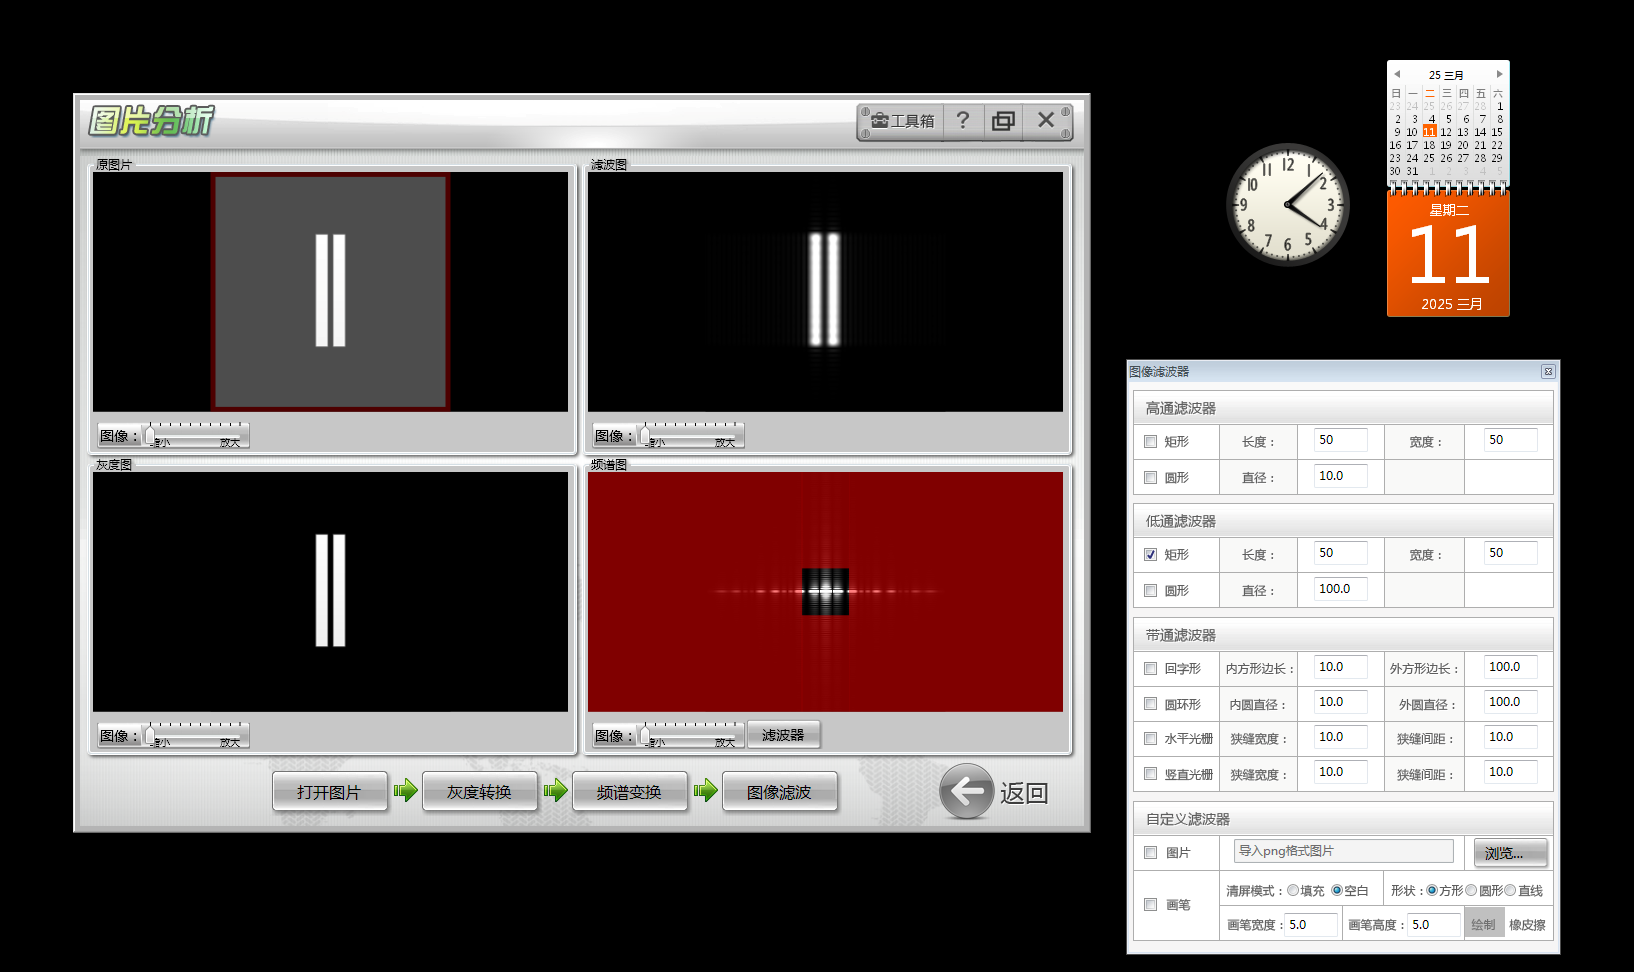 图片分析
工具箱 ?
原图片
图像： 缩小 放大
滤波图
图像： 缩小 放大
灰度图
图像： 缩小 放大
频谱图
图像： 缩小 放大 滤波器
打开图片 灰度转换 频谱变换 图像滤波 返回
12 1 2 3 4 5 6 7 8 9 10 11
25 三月
日 一 二 三 四 五 六
23 24 25 26 27 28 1
2 3 4 5 6 7 8
9 10 11 12 13 14 15
16 17 18 19 20 21 22
23 24 25 26 27 28 29
30 31 1 2 3 4 5
星期二
11
2025 三月
图像滤波器
高通滤波器
矩形 长度： 50 宽度： 50
圆形 直径： 10.0
低通滤波器
矩形 长度： 50 宽度： 50
圆形 直径： 100.0
带通滤波器
回字形 内方形边长： 10.0 外方形边长： 100.0
圆环形 内圆直径： 10.0 外圆直径： 100.0
水平光栅 狭缝宽度： 10.0 狭缝间距： 10.0
竖直光栅 狭缝宽度： 10.0 狭缝间距： 10.0
自定义滤波器
图片 导入png格式图片 浏览...
画笔 清屏模式： 填充 空白 形状： 方形 圆形 直线
画笔宽度： 5.0 画笔高度： 5.0 绘制 橡皮擦